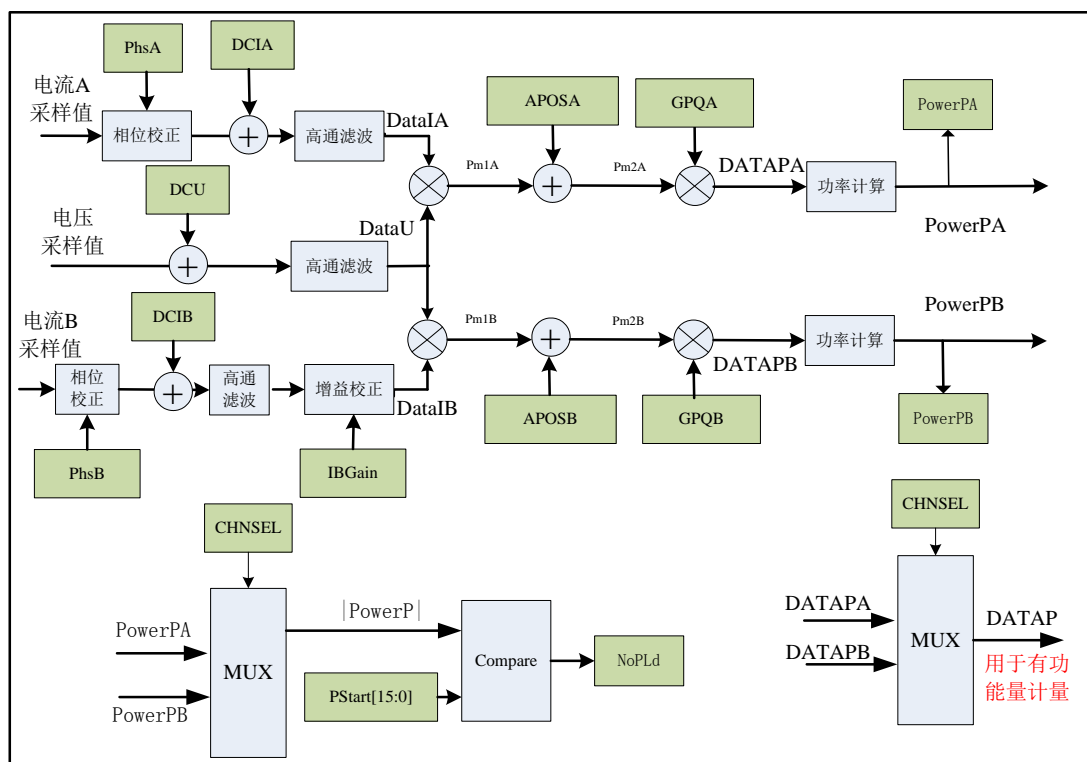 PhsA
DCIA
电流A
采样值
相位校正
高通滤波
DataIA
APOSA
GPQA
PowerPA
Pm1A
Pm2A
DATAPA
功率计算
PowerPA
DCU
电压
采样值
高通滤波
DataU
DCIB
电流B
采样值
相位
校正
高通
滤波
增益校正
DataIB
Pm1B
Pm2B
DATAPB
功率计算
PowerPB
PhsB
IBGain
APOSB
GPQB
PowerPB
CHNSEL
PowerPA
PowerPB
MUX
|PowerP|
PStart[15:0]
Compare
NoPLd
CHNSEL
DATAPA
DATAPB
MUX
DATAP
用于有功
能量计量